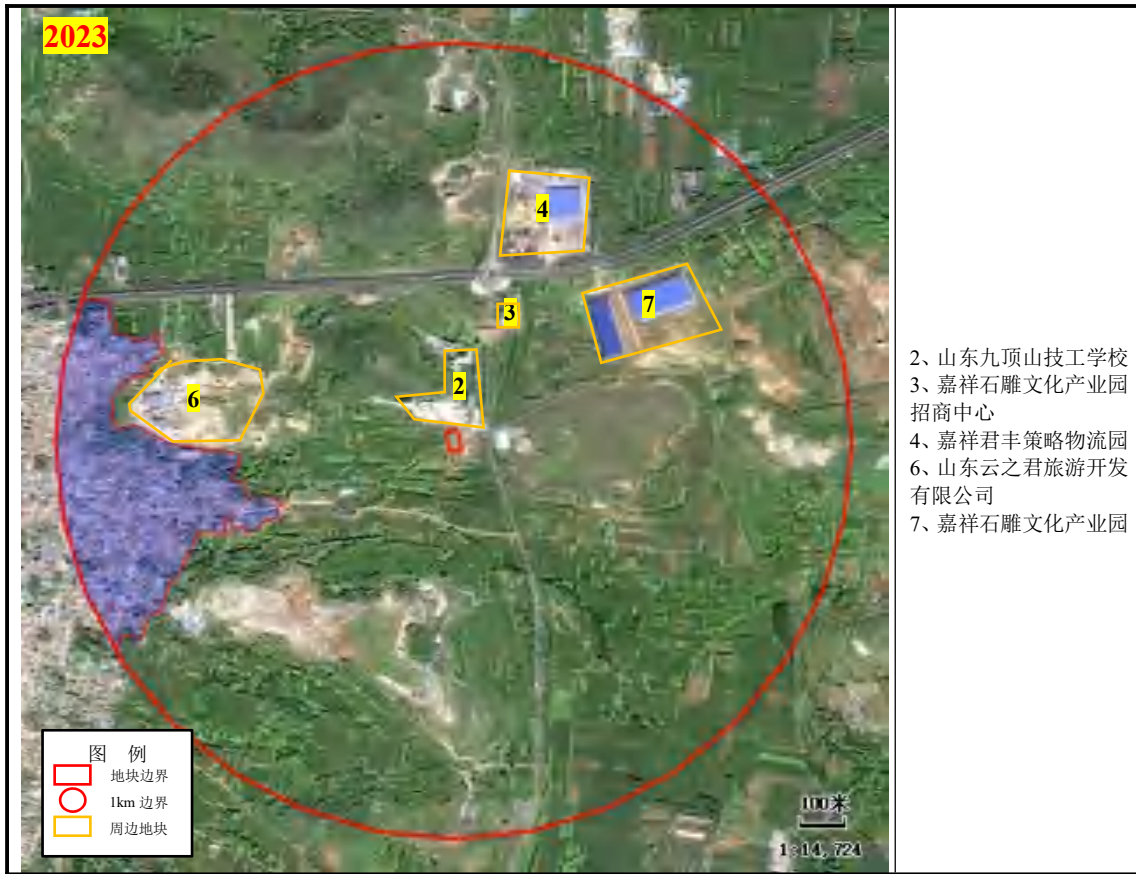 2023
4
3
7
2
6
2、山东九顶山技工学校
3、嘉祥石雕文化产业园
招商中心
4、嘉祥君丰策略物流园
6、山东云之君旅游开发
有限公司
7、嘉祥石雕文化产业园
图 例
地块边界
1km 边界
周边地块
100米
1:14,724